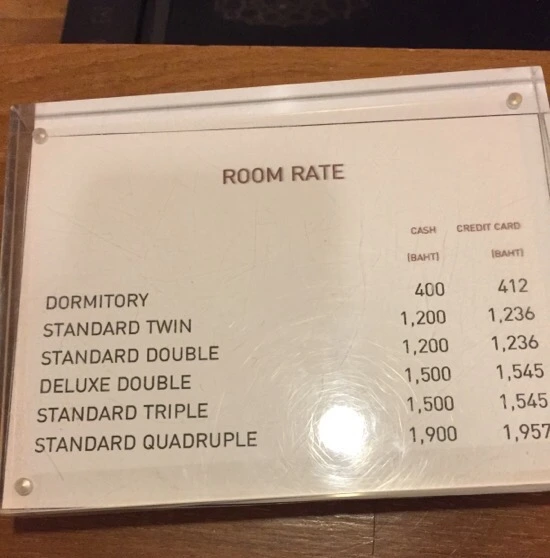 ROOM RATE
CASH CREDIT CARD
(BAHT) (BAHT)
DORMITORY 400 412
STANDARD TWIN 1,200 1,236
STANDARD DOUBLE 1,200 1,236
DELUXE DOUBLE 1,500 1,545
STANDARD TRIPLE 1,500 1,545
STANDARD QUADRUPLE 1,900 1,957